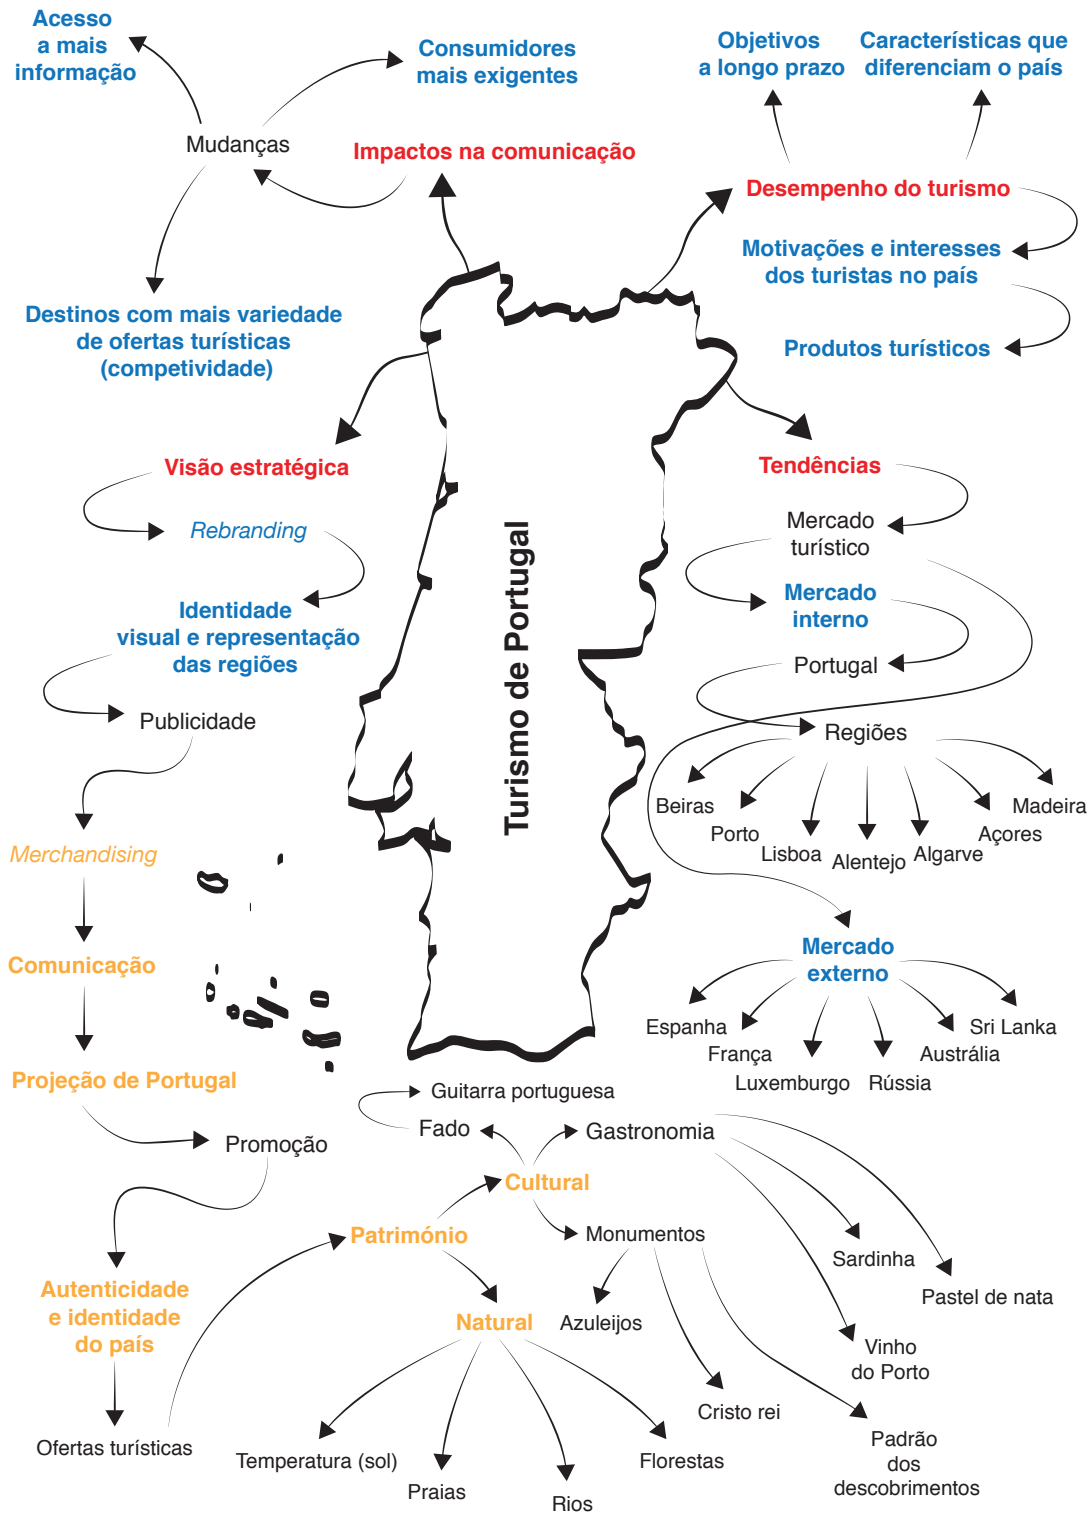 Acesso
a mais
informação
Consumidores
mais exigentes
Objetivos
a longo prazo
Características que
diferenciam o país
Mudanças
Impactos na comunicação
Desempenho do turismo
Motivações e interesses
dos turistas no país
Destinos com mais variedade
de ofertas turísticas
(competividade)
Produtos turísticos
Visão estratégica
Tendências
Rebranding
Mercado
turístico
Identidade
visual e representação
das regiões
Mercado
interno
Turismo de Portugal
Portugal
Publicidade
Regiões
Beiras
Porto
Lisboa
Alentejo
Algarve
Açores
Madeira
Merchandising
Comunicação
Mercado
externo
Espanha
França
Luxemburgo
Rússia
Austrália
Sri Lanka
Projeção de Portugal
Guitarra portuguesa
Fado
Gastronomia
Promoção
Cultural
Património
Monumentos
Sardinha
Pastel de nata
Autenticidade
e identidade
do país
Natural
Azuleijos
Vinho
do Porto
Cristo rei
Ofertas turísticas
Temperatura (sol)
Praias
Rios
Florestas
Padrão
dos
descobrimentos